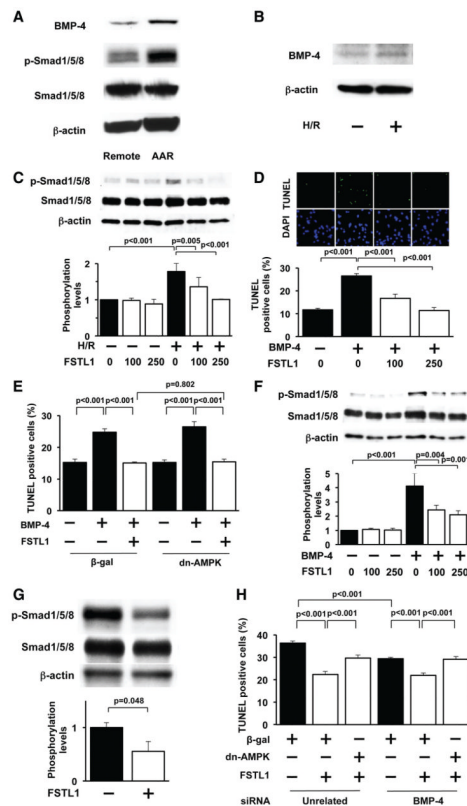 A
BMP-4
p-Smad1/5/8
Smad1/5/8
β-actin
Remote AAR
B
BMP-4
β-actin
H/R − +
C
p-Smad1/5/8
Smad1/5/8
β-actin
p<0.001 p=0.005
p<0.001
Phosphorylation levels
2
1
0
H/R − − − + + +
FSTL1 0 100 250 0 100 250
D
TUNEL
DAPI
p<0.001
p<0.001 p<0.001
TUNEL positive cells (%)
40
30
20
10
0
BMP-4 − + + +
FSTL1 0 0 100 250
E
p=0.802
p<0.001 p<0.001 p<0.001 p<0.001
TUNEL positive cells (%)
40
30
20
10
0
BMP-4 − + + − + +
FSTL1 − − + − − +
β-gal dn-AMPK
F
p-Smad1/5/8
Smad1/5/8
β-actin
p<0.001 p=0.004
p=0.001
Phosphorylation levels
5
4
3
2
1
0
BMP-4 − − − + + +
FSTL1 0 100 250 0 100 250
G
p-Smad1/5/8
Smad1/5/8
β-actin
p=0.048
Phosphorylation levels
1
0
FSTL1 − +
H
p<0.001
p<0.001 p<0.001 p<0.001 p<0.001
TUNEL positive cells (%)
40
30
20
10
0
β-gal + + − + + −
dn-AMPK − − + − − +
FSTL1 − + + − + +
siRNA Unrelated BMP-4